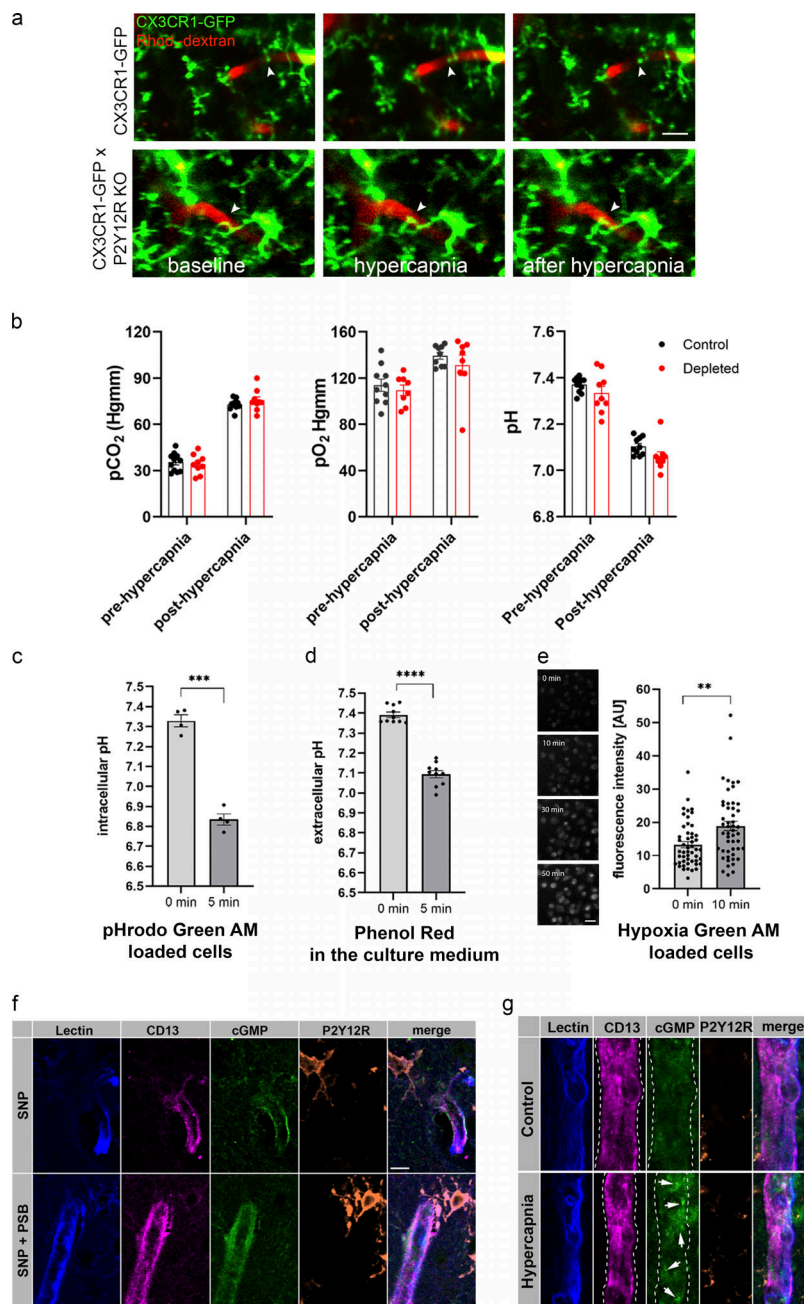 a
CX3CR1-GFP
Rhod. dextran
CX3CR1-GFP
CX3CR1-GFP x
P2Y12R KO
baseline
hypercapnia
after hypercapnia
b
pCO2 (Hgmm)
120
90
60
30
0
pre-hypercapnia
post-hypercapnia
pO2 Hgmm
160
120
80
40
0
pre-hypercapnia
post-hypercapnia
pH
7.6
7.4
7.2
7.0
6.8
Pre-hypercapnia
Post-hypercapnia
Control
Depleted
c
***
intracellular pH
7.5
7.4
7.3
7.2
7.1
7.0
6.9
6.8
6.7
6.6
6.5
0 min
5 min
pHrodo Green AM
loaded cells
d
****
extracellular pH
7.5
7.4
7.3
7.2
7.1
7.0
6.9
6.8
6.7
6.6
6.5
0 min
5 min
Phenol Red
in the culture medium
e
0 min
10 min
30 min
50 min
**
fluorescence intensity [AU]
60
50
40
30
20
10
0
0 min
10 min
Hypoxia Green AM
loaded cells
f
Lectin
CD13
cGMP
P2Y12R
merge
SNP
SNP + PSB
g
Lectin
CD13
cGMP
P2Y12R
merge
Control
Hypercapnia